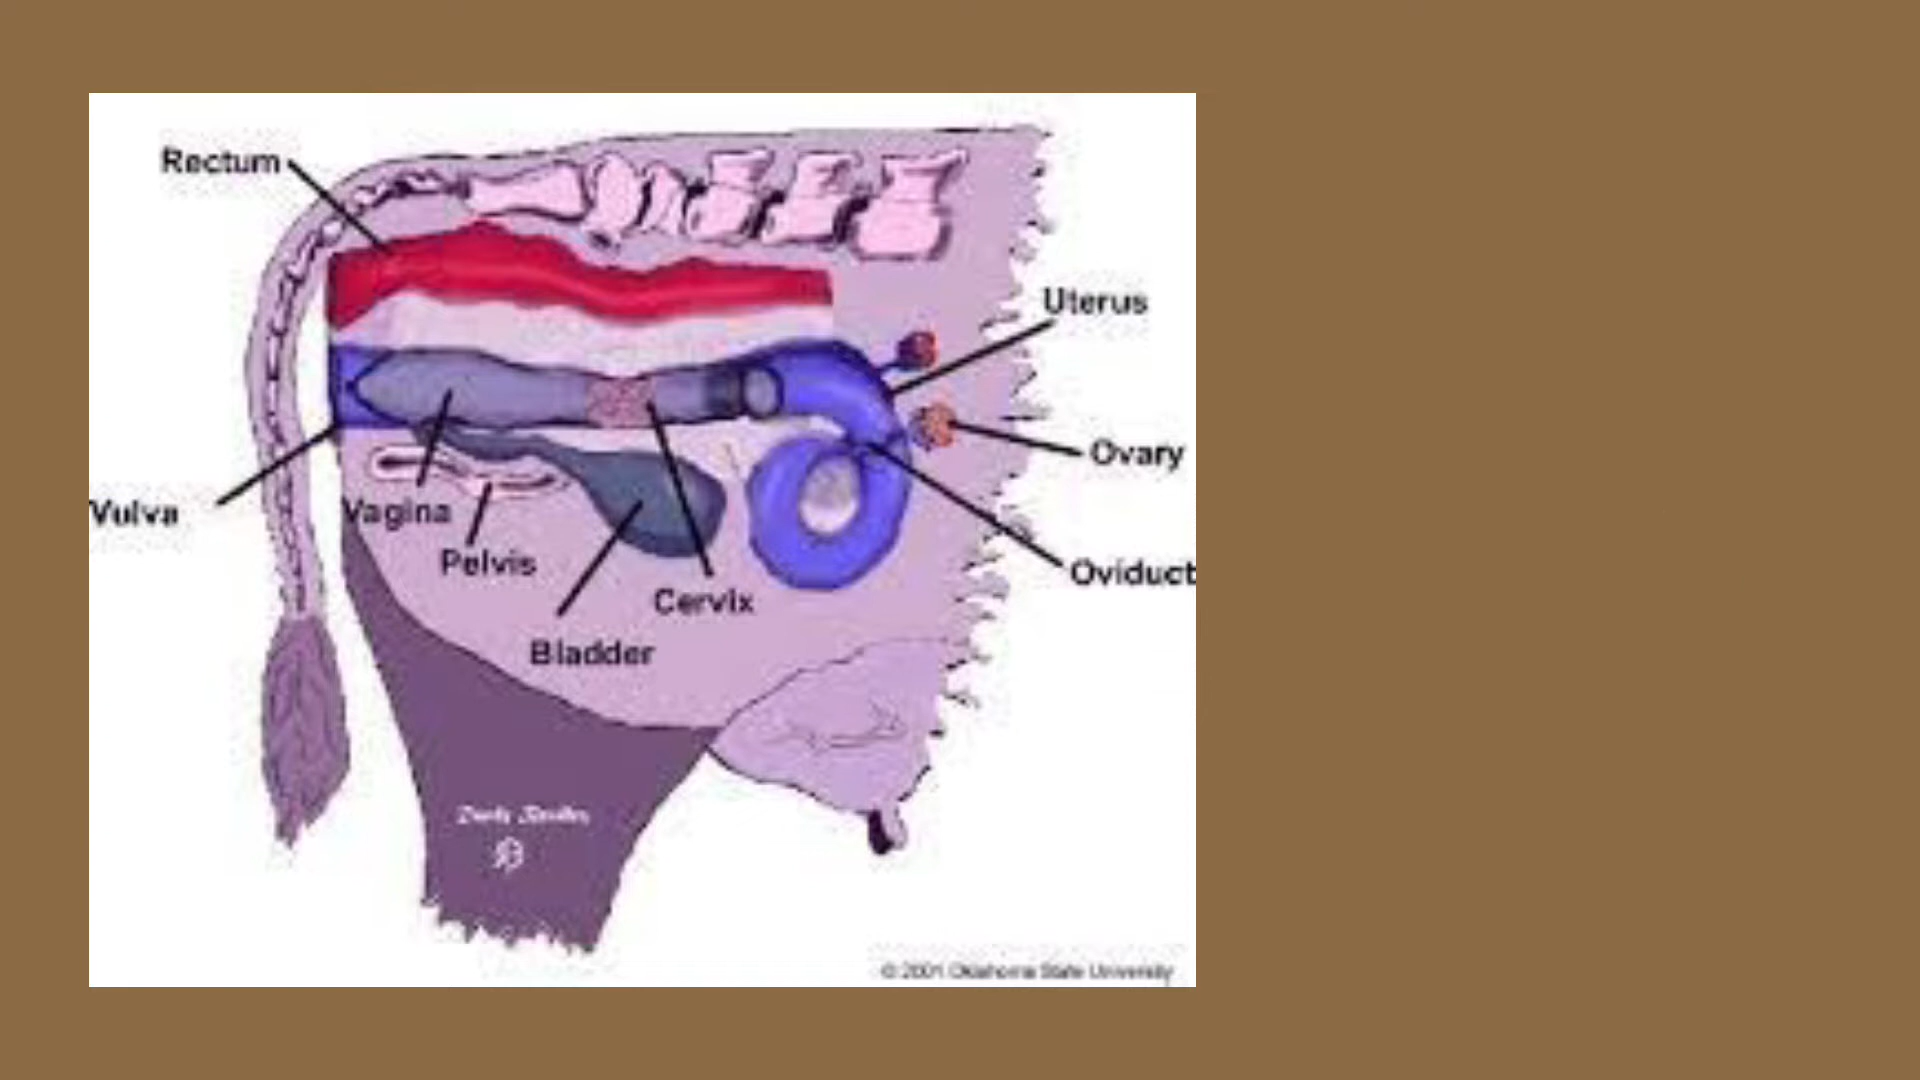 Rectum
Uterus
Ovary
Vulva
Vagina
Pelvis
Oviduct
Cervix
Bladder
© 2001 Oklahoma State University